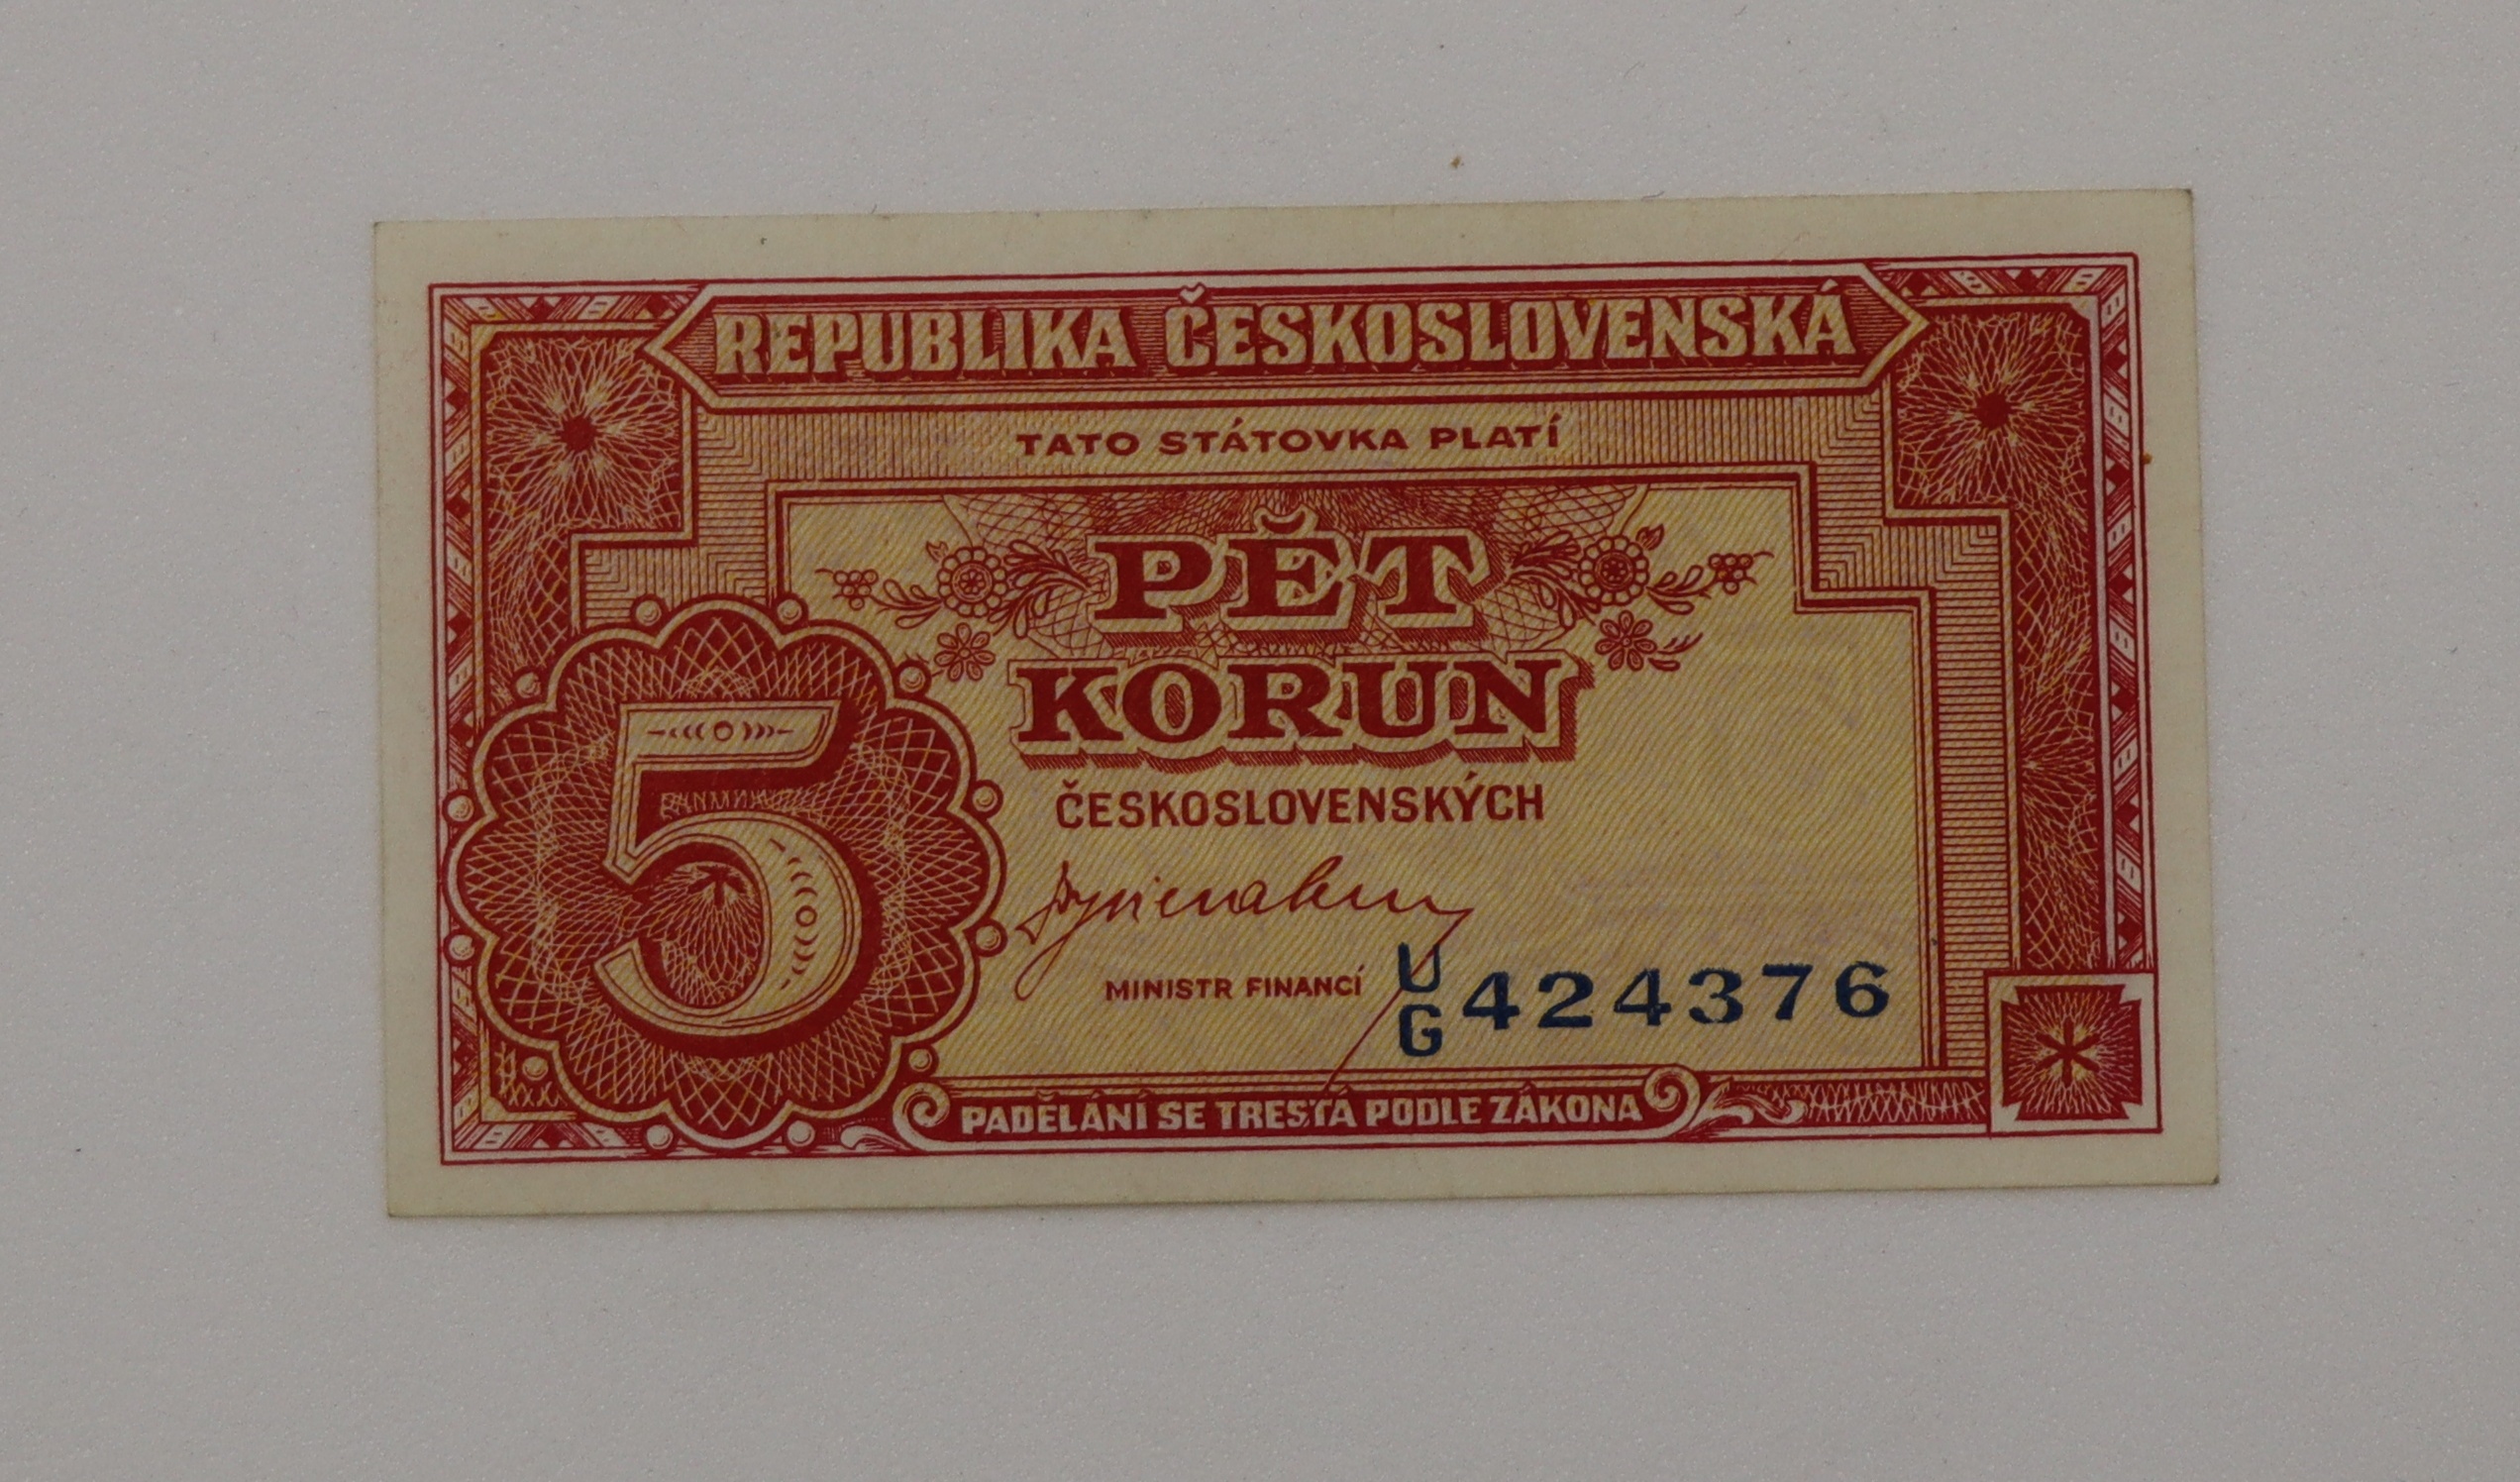 REPUBLIKA ČESKOSLOVENSKÁ
TATO STÁTOVKA PLATÍ
PĚT
KORUN
ČESKOSLOVENSKÝCH
5
MINISTR FINANCÍ
U
G 424376
PADĚLÁNÍ SE TRESTÁ PODLE ZÁKONA